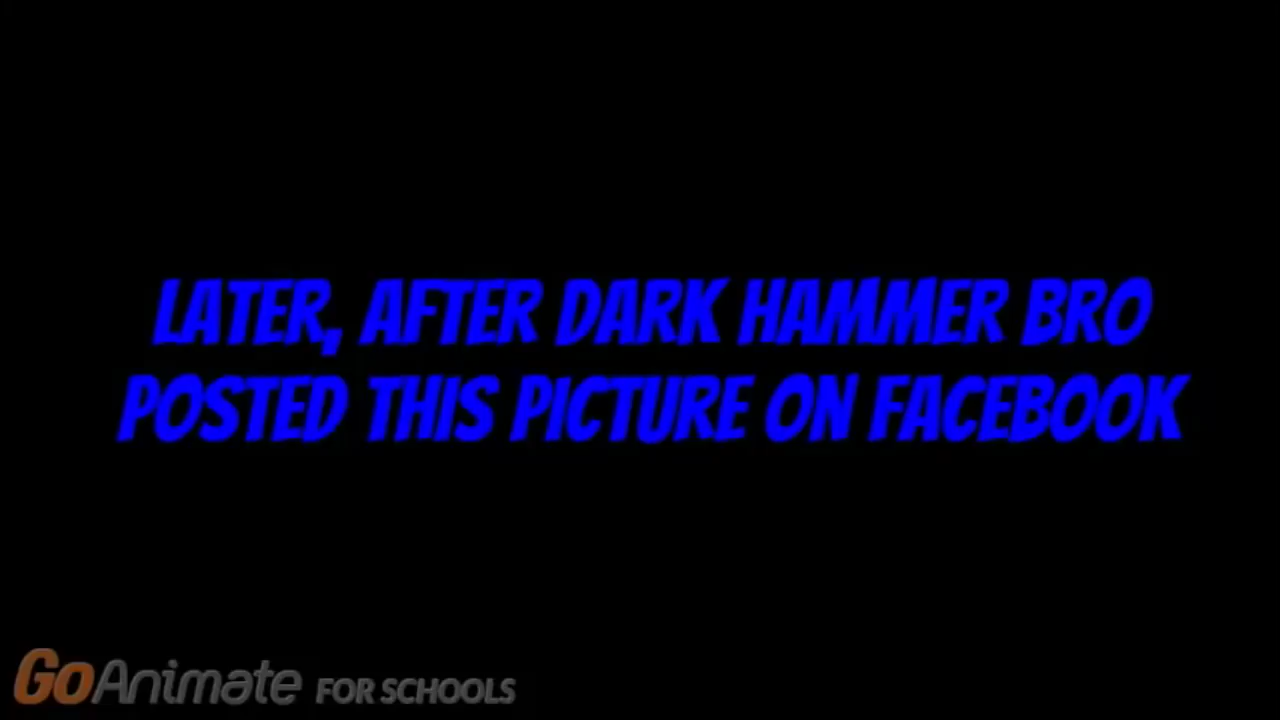 LATER, AFTER DARK HAMMER BRO
POSTED THIS PICTURE ON FACEBOOK
GoAnimate FOR SCHOOLS